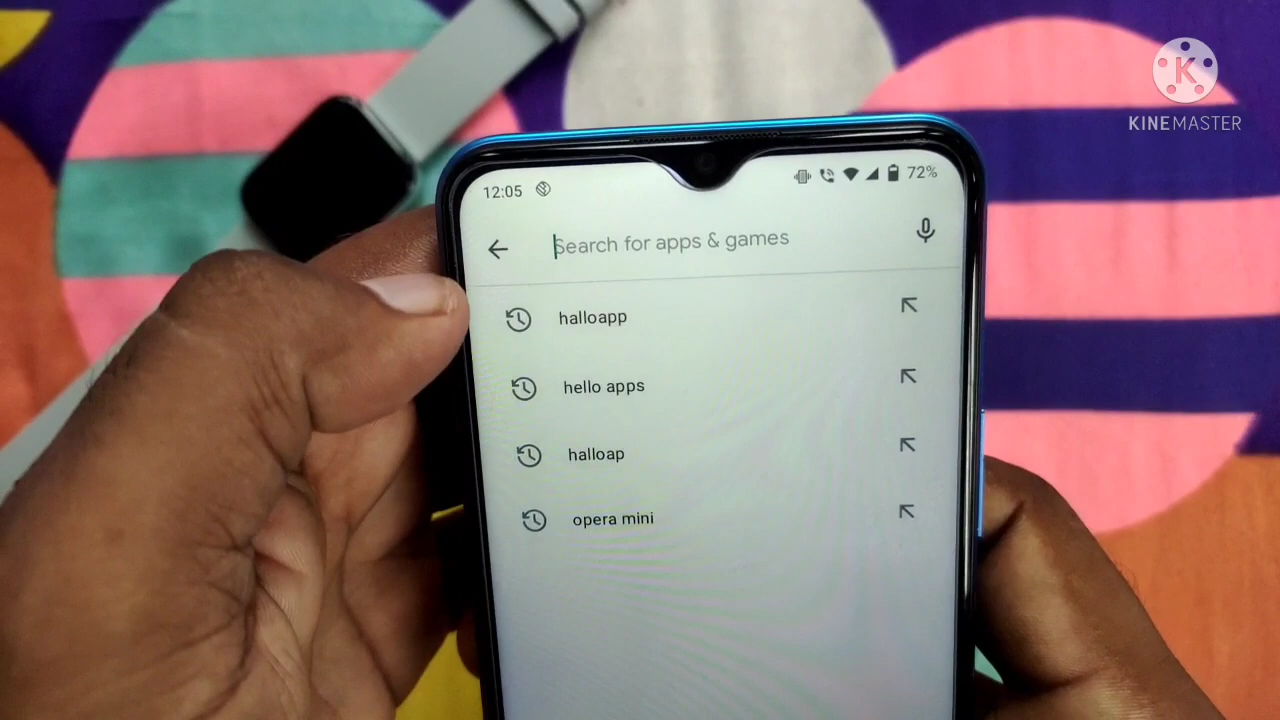 K
KINEMASTER
12:05
72%
Search for apps & games
halloapp
hello apps
halloap
opera mini